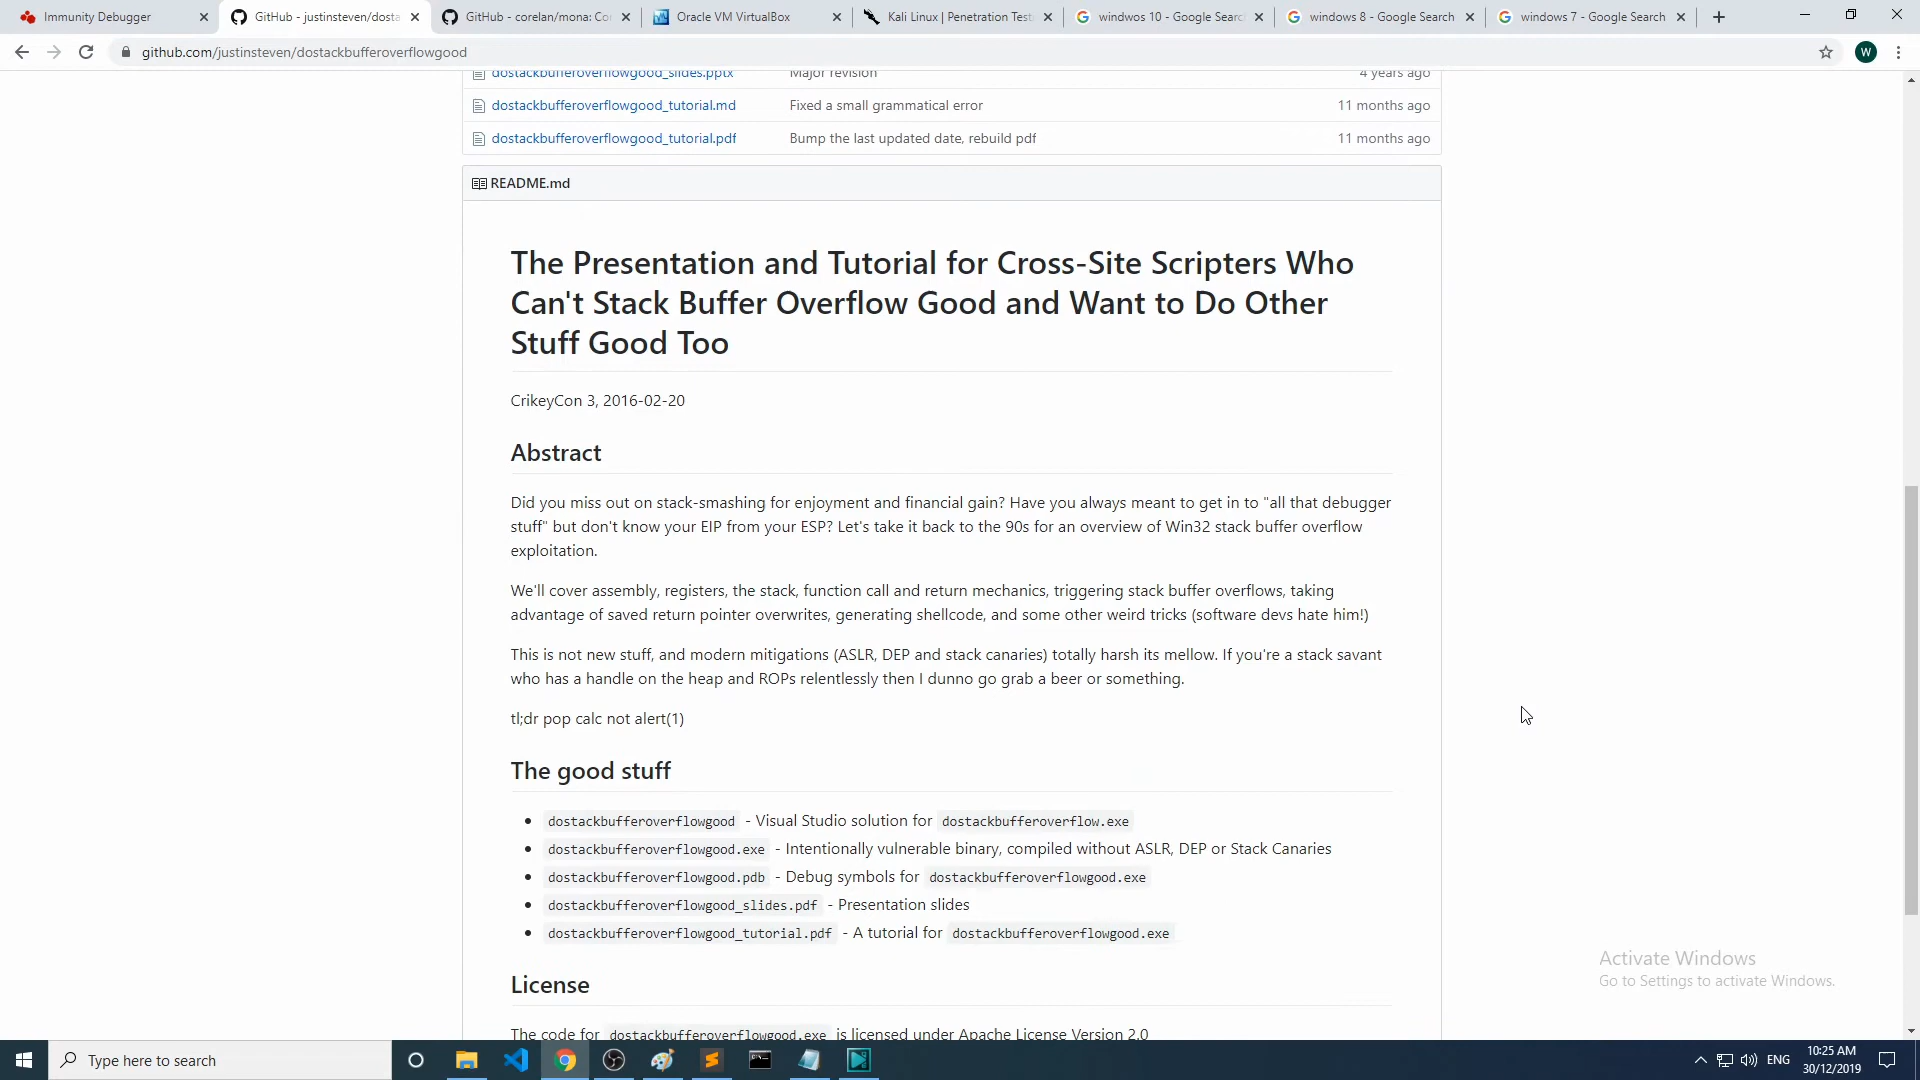 Immunity Debugger
GitHub - justinsteven/dosta
GitHub - corelan/mona: Co
Oracle VM VirtualBox
Kali Linux | Penetration Test
windwos 10 - Google Searc
windows 8 - Google Search
windows 7 - Google Search
github.com/justinsteven/dostackbufferoverflowgood
W
dostackbufferoverflowgood_slides.pptx Major revision 4 years ago
dostackbufferoverflowgood_tutorial.md Fixed a small grammatical error 11 months ago
dostackbufferoverflowgood_tutorial.pdf Bump the last updated date, rebuild pdf 11 months ago
README.md
The Presentation and Tutorial for Cross-Site Scripters Who
Can't Stack Buffer Overflow Good and Want to Do Other
Stuff Good Too
CrikeyCon 3, 2016-02-20
Abstract
Did you miss out on stack-smashing for enjoyment and financial gain? Have you always meant to get in to "all that debugger
stuff" but don't know your EIP from your ESP? Let's take it back to the 90s for an overview of Win32 stack buffer overflow
exploitation.
We'll cover assembly, registers, the stack, function call and return mechanics, triggering stack buffer overflows, taking
advantage of saved return pointer overwrites, generating shellcode, and some other weird tricks (software devs hate him!)
This is not new stuff, and modern mitigations (ASLR, DEP and stack canaries) totally harsh its mellow. If you're a stack savant
who has a handle on the heap and ROPs relentlessly then I dunno go grab a beer or something.
tl;dr pop calc not alert(1)
The good stuff
dostackbufferoverflowgood - Visual Studio solution for dostackbufferoverflow.exe
dostackbufferoverflowgood.exe - Intentionally vulnerable binary, compiled without ASLR, DEP or Stack Canaries
dostackbufferoverflowgood.pdb - Debug symbols for dostackbufferoverflowgood.exe
dostackbufferoverflowgood_slides.pdf - Presentation slides
dostackbufferoverflowgood_tutorial.pdf - A tutorial for dostackbufferoverflowgood.exe
License
The code for dostackbufferoverflowgood.exe is licensed under Apache License Version 2.0
Activate Windows
Go to Settings to activate Windows.
Type here to search
ENG
10:25 AM
30/12/2019